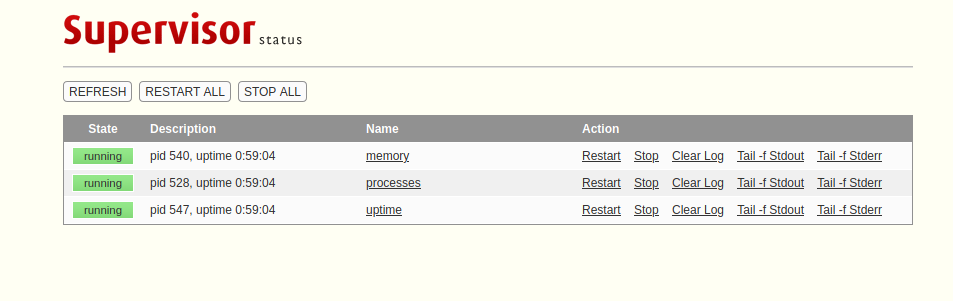 Supervisor status
REFRESH RESTART ALL STOP ALL
State Description Name Action
running pid 540, uptime 0:59:04 memory Restart Stop Clear Log Tail -f Stdout Tail -f Stderr
running pid 528, uptime 0:59:04 processes Restart Stop Clear Log Tail -f Stdout Tail -f Stderr
running pid 547, uptime 0:59:04 uptime Restart Stop Clear Log Tail -f Stdout Tail -f Stderr